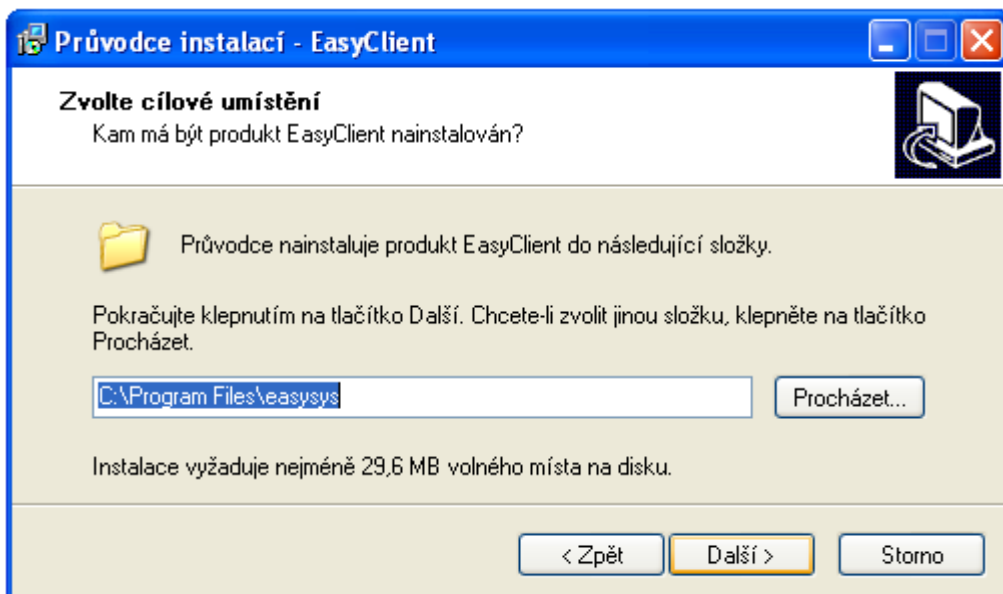 Průvodce instalací - EasyClient
Zvolte cílové umístění
Kam má být produkt EasyClient nainstalován?
Průvodce nainstaluje produkt EasyClient do následující složky.
Pokračujte klepnutím na tlačítko Další. Chcete-li zvolit jinou složku, klepněte na tlačítko
Procházet.
C:\Program Files\easysys
Procházet...
Instalace vyžaduje nejméně 29,6 MB volného místa na disku.
< Zpět
Další >
Storno